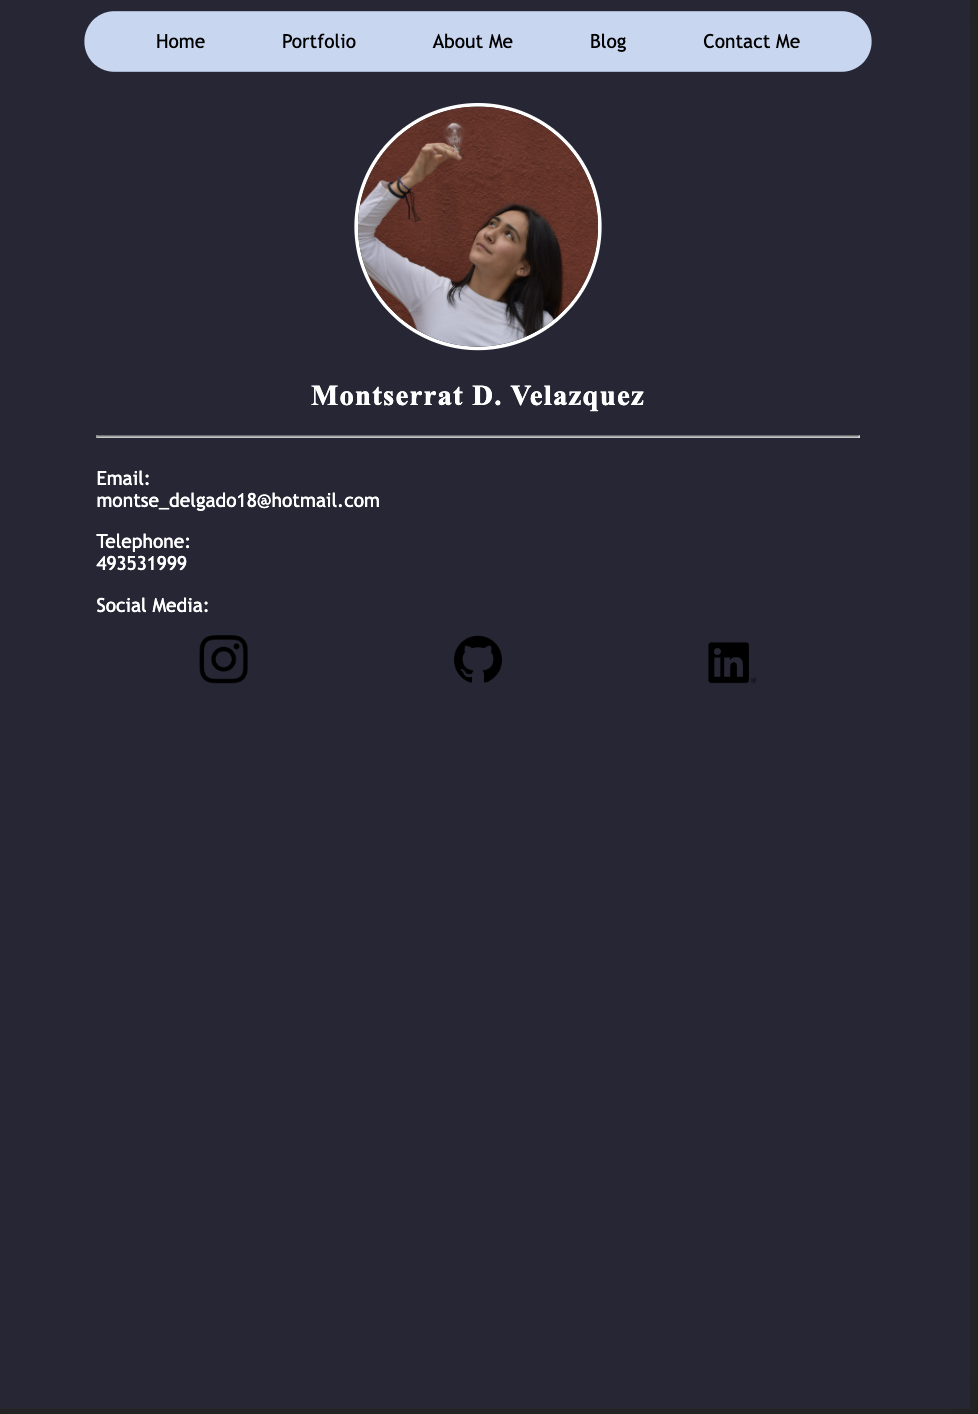 Home Portfolio About Me Blog Contact Me
Montserrat D. Velazquez
Email:
montse_delgado18@hotmail.com
Telephone:
493531999
Social Media:
in